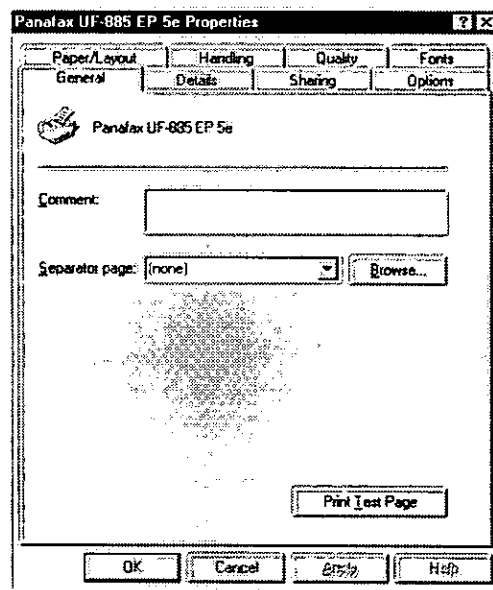 Panafax UF-885 EP 5e Properties
Paper/Layout Handling Quality Fonts
General Details Sharing Options
Panafax UF-885 EP 5e
Comment:
Separator page: (none) Browse...
Print Test Page
OK Cancel Apply Help